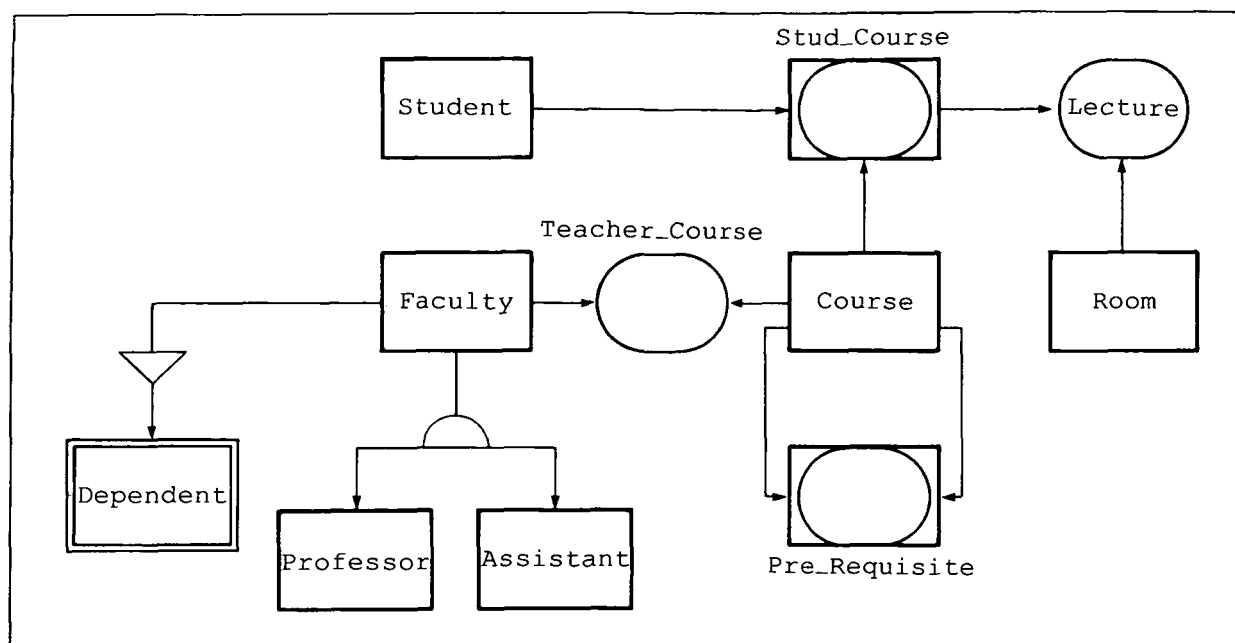 Stud_Course
Student
Lecture
Teacher_Course
Faculty
Course
Room
Dependent
Professor
Assistant
Pre_Requisite